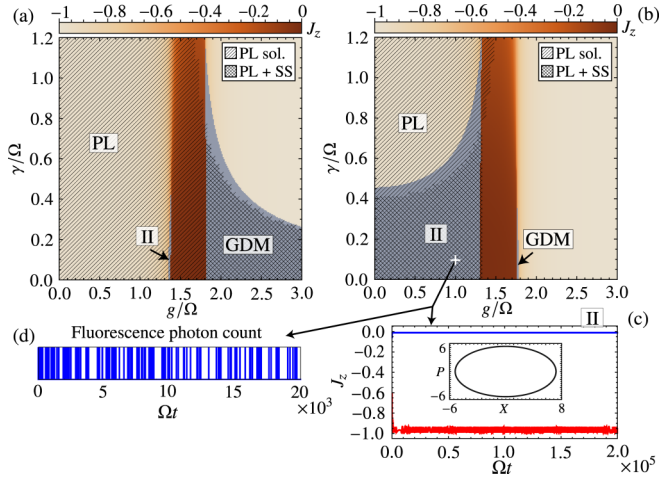 (a)
−1 −0.8 −0.6 −0.4 −0.2 0
J_z
(b)
−1 −0.8 −0.6 −0.4 −0.2 0
J_z
1.2
1.0
0.8
0.6
0.4
0.2
0.0
γ/Ω
PL sol.
PL + SS
PL
II
GDM
0.0 0.5 1.0 1.5 2.0 2.5 3.0
g/Ω
1.2
1.0
0.8
0.6
0.4
0.2
0.0
γ/Ω
PL sol.
PL + SS
PL
II
GDM
0.0 0.5 1.0 1.5 2.0 2.5 3.0
g/Ω
(d)
Fluorescence photon count
0 5 10 15 20
Ωt
×10³
(c)
II
0.0
−0.2
−0.4
−0.6
−0.8
−1.0
J_z
6
P
−6
−6 X 8
0 0.5 1.0 1.5 2.0
Ωt
×10⁵